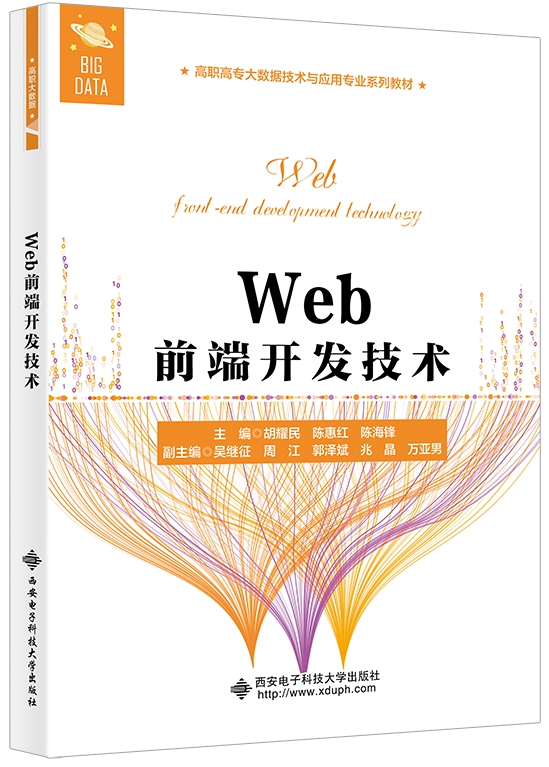 BIG
DATA
★ 高职高专大数据技术与应用专业系列教材 ★
Web
front-end development technology
Web
前端开发技术
主 编◎胡耀民 陈惠红 陈海锋
副主编◎吴继征 周 江 郭泽斌 兆 晶 万亚男
西安电子科技大学出版社
http://www.xduph.com
★ 高职大数据 ★
Web前端开发技术
西安电子科技大学出版社